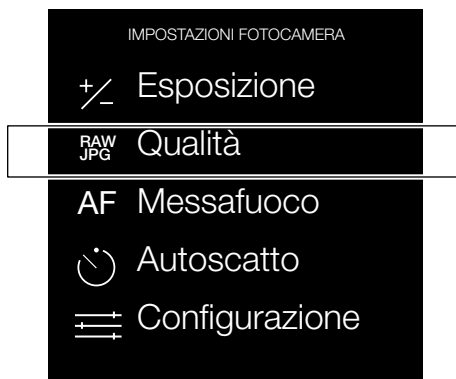 IMPOSTAZIONI FOTOCAMERA
+/- Esposizione
RAW JPG Qualità
AF Messafuoco
Autoscatto
Configurazione